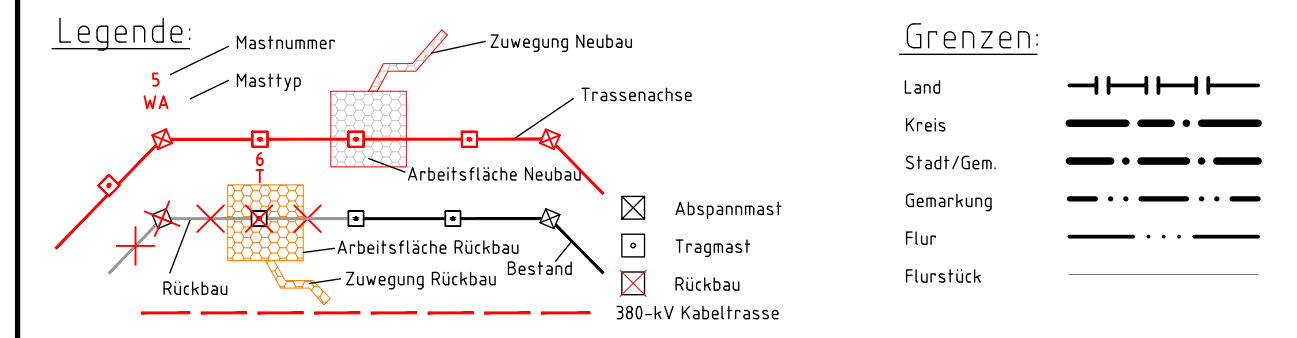 Legende:
Mastnummer
5
Masttyp
WA
Zuwegung Neubau
Trassenachse
Arbeitsfläche Neubau
6
T
Arbeitsfläche Rückbau
Bestand
Zuwegung Rückbau
Rückbau
Abspannmast
Tragmast
Rückbau
380-kV Kabeltrasse
Grenzen:
Land
Kreis
Stadt/Gem.
Gemarkung
Flur
Flurstück